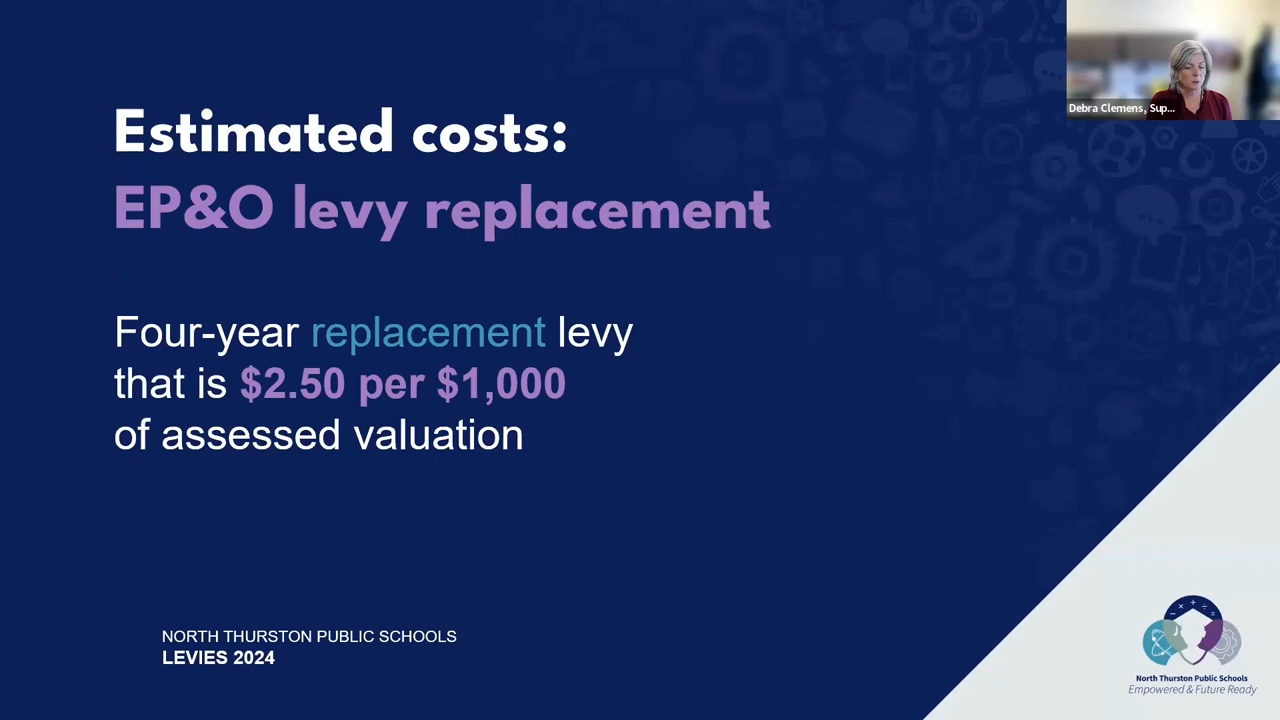 Debra Clemens, Sup...
Estimated costs:
EP&O levy replacement
Four-year replacement levy
that is $2.50 per $1,000
of assessed valuation
NORTH THURSTON PUBLIC SCHOOLS
LEVIES 2024
North Thurston Public Schools
Empowered & Future Ready